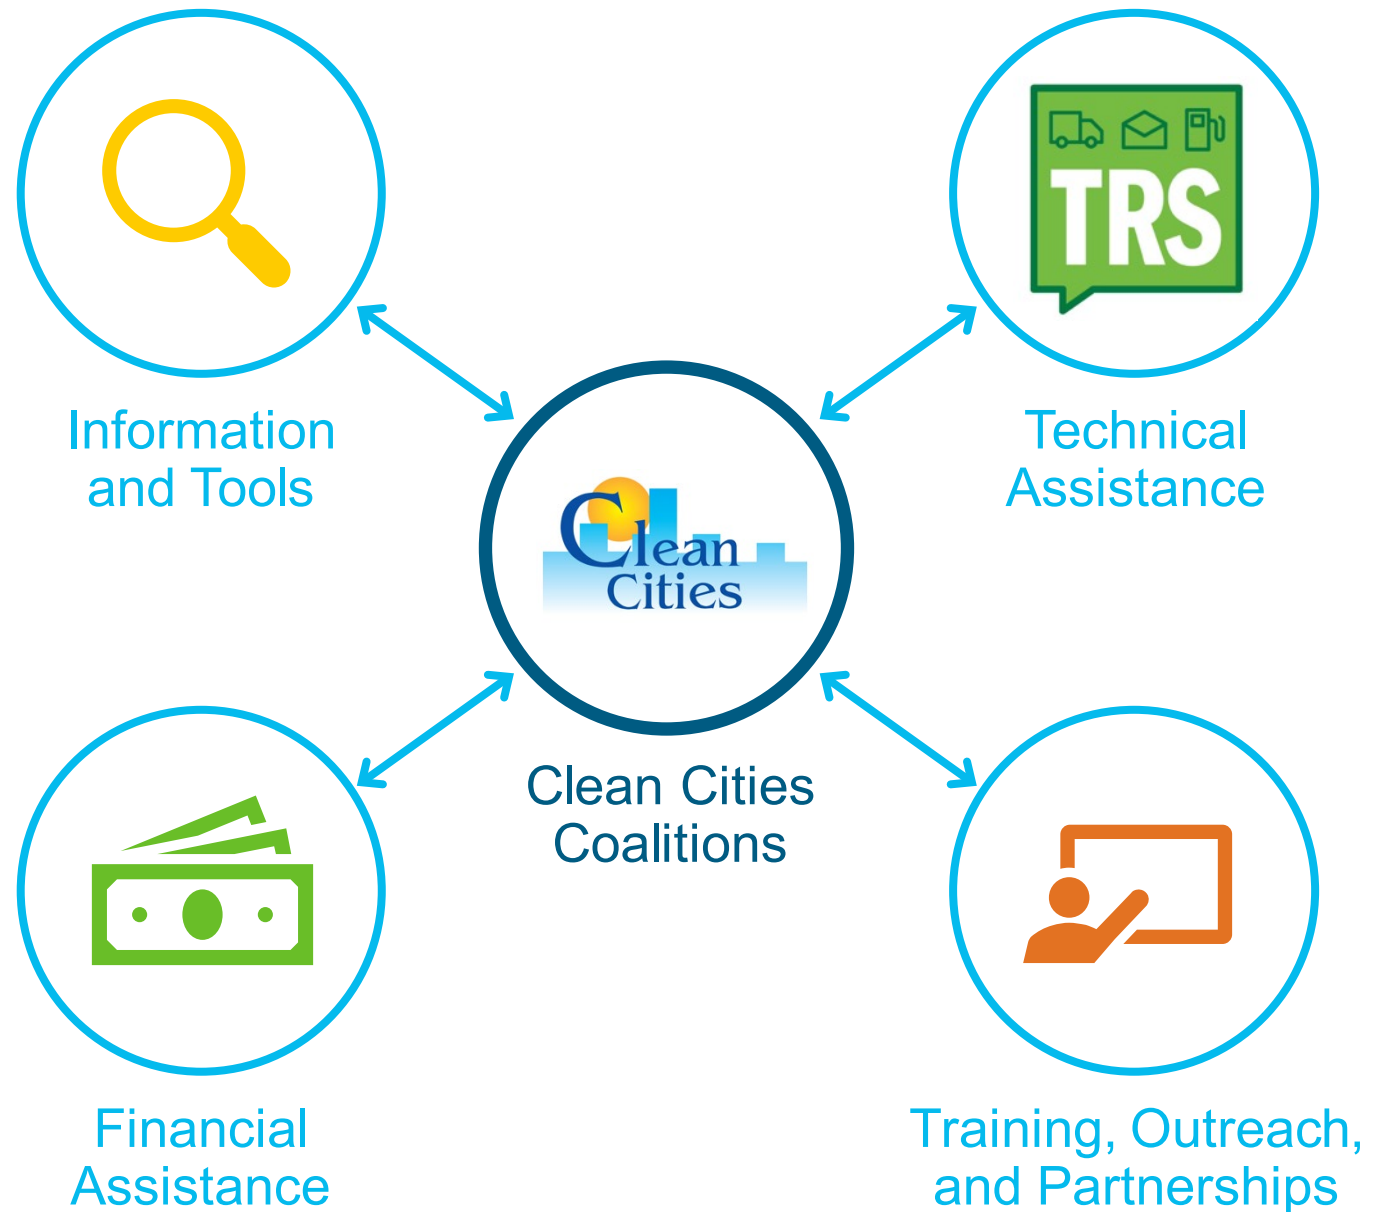 TRS
Information
and Tools
Technical
Assistance
Clean
Cities
Clean Cities
Coalitions
Financial
Assistance
Training, Outreach,
and Partnerships